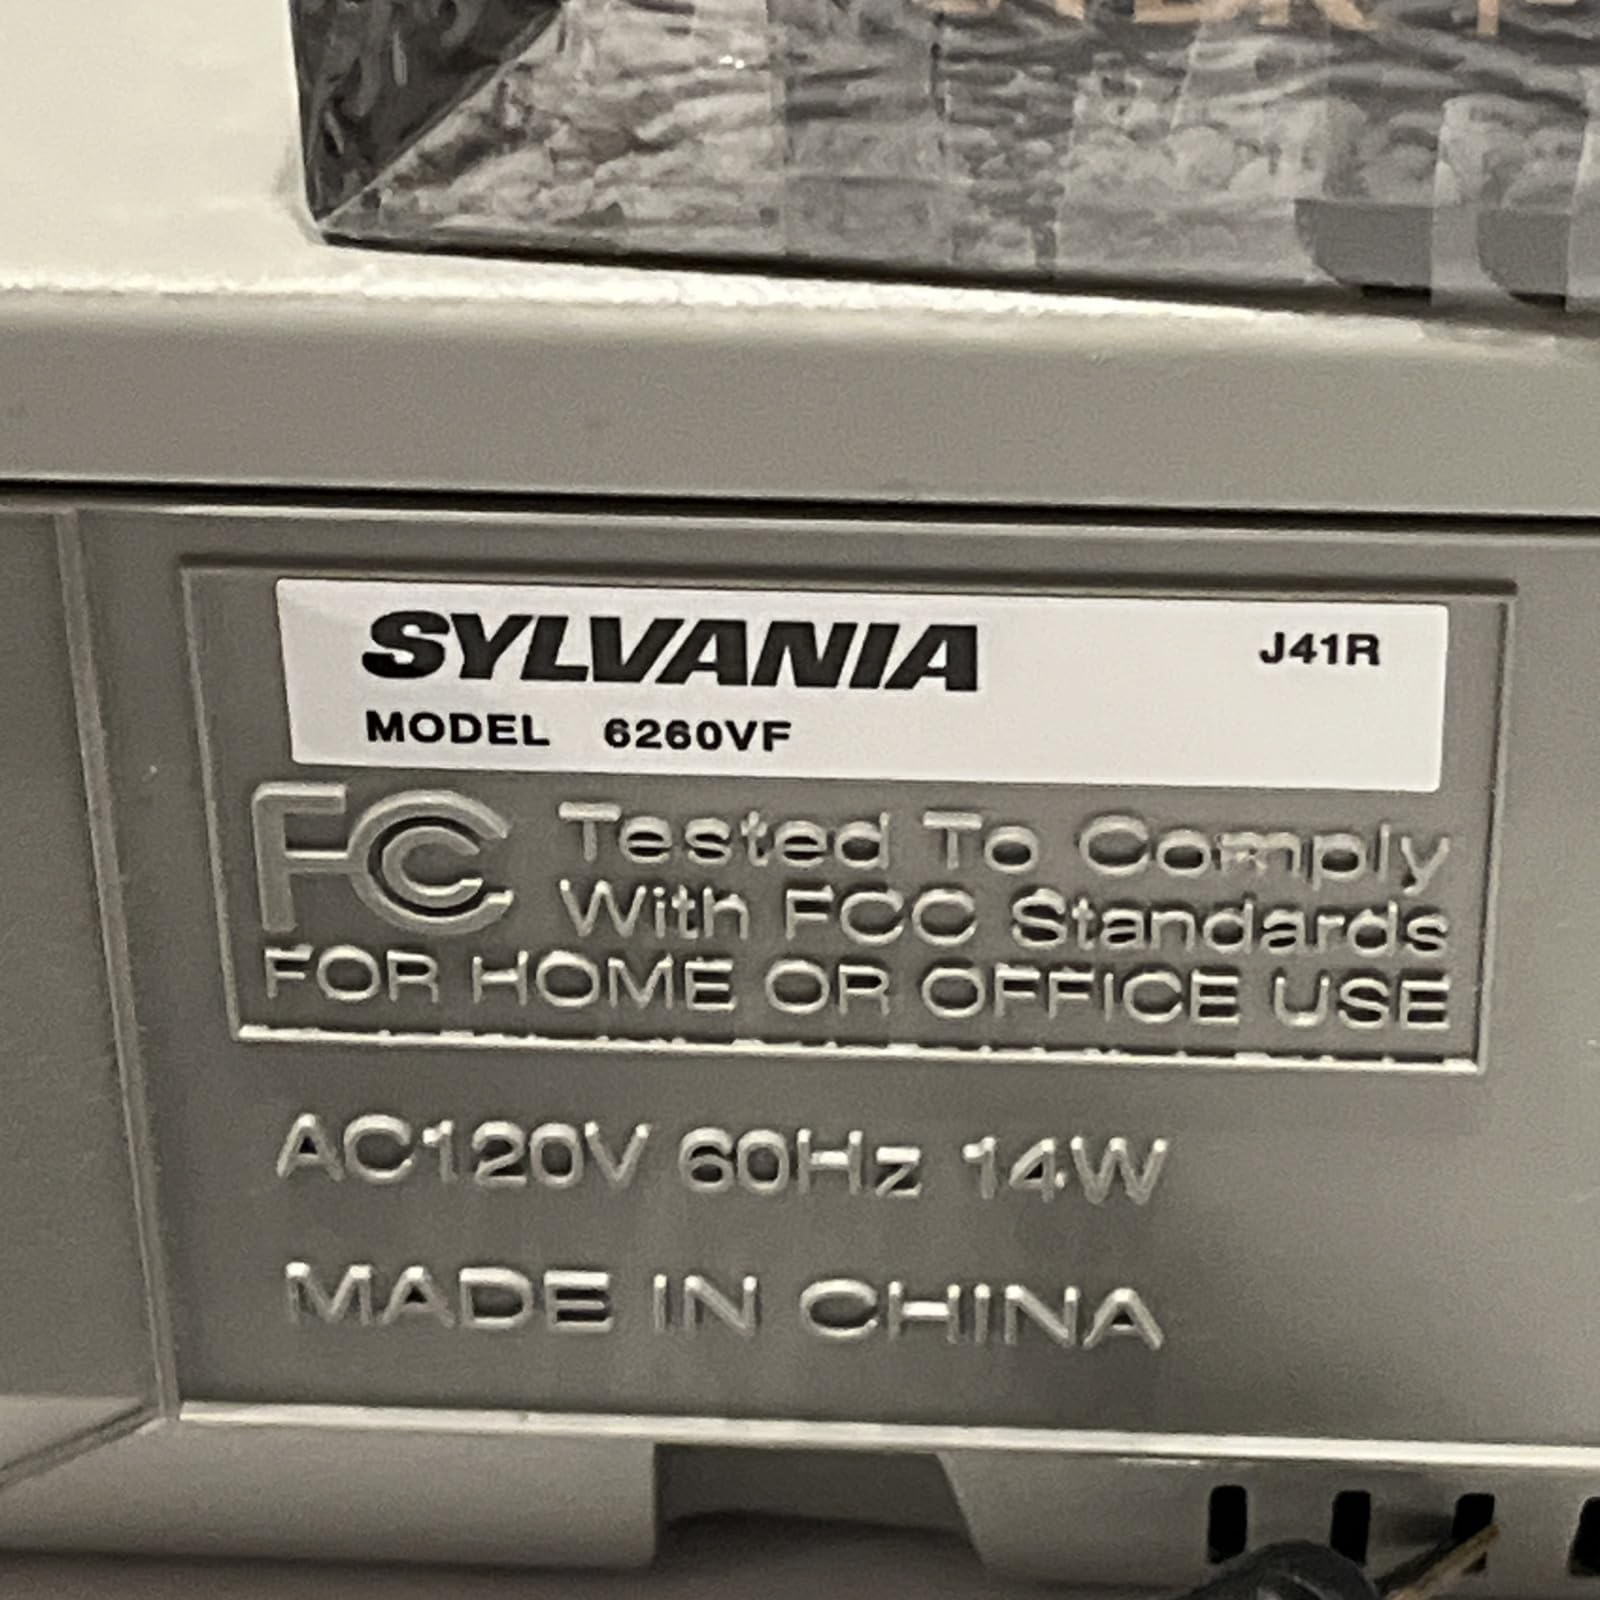 SYLVANIA J41R
MODEL 6260VF
FC Tested To Comply
With FCC Standards
FOR HOME OR OFFICE USE
AC120V 60Hz 14W
MADE IN CHINA